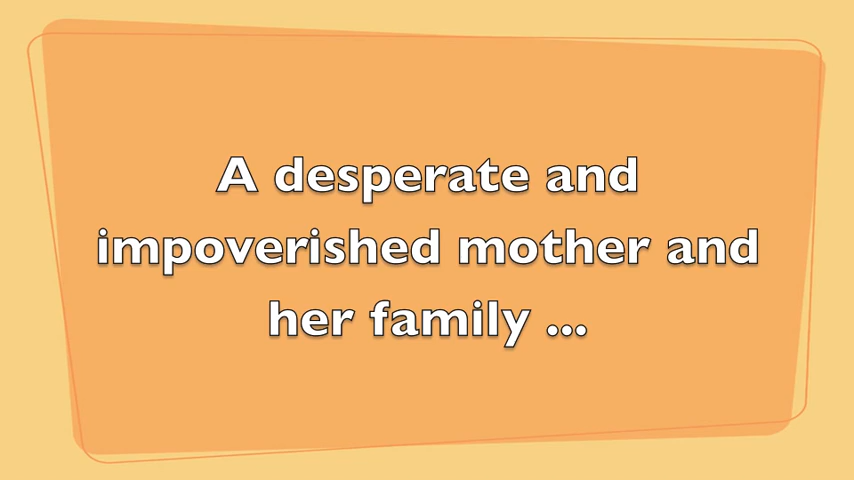 A desperate and
impoverished mother and
her family ...